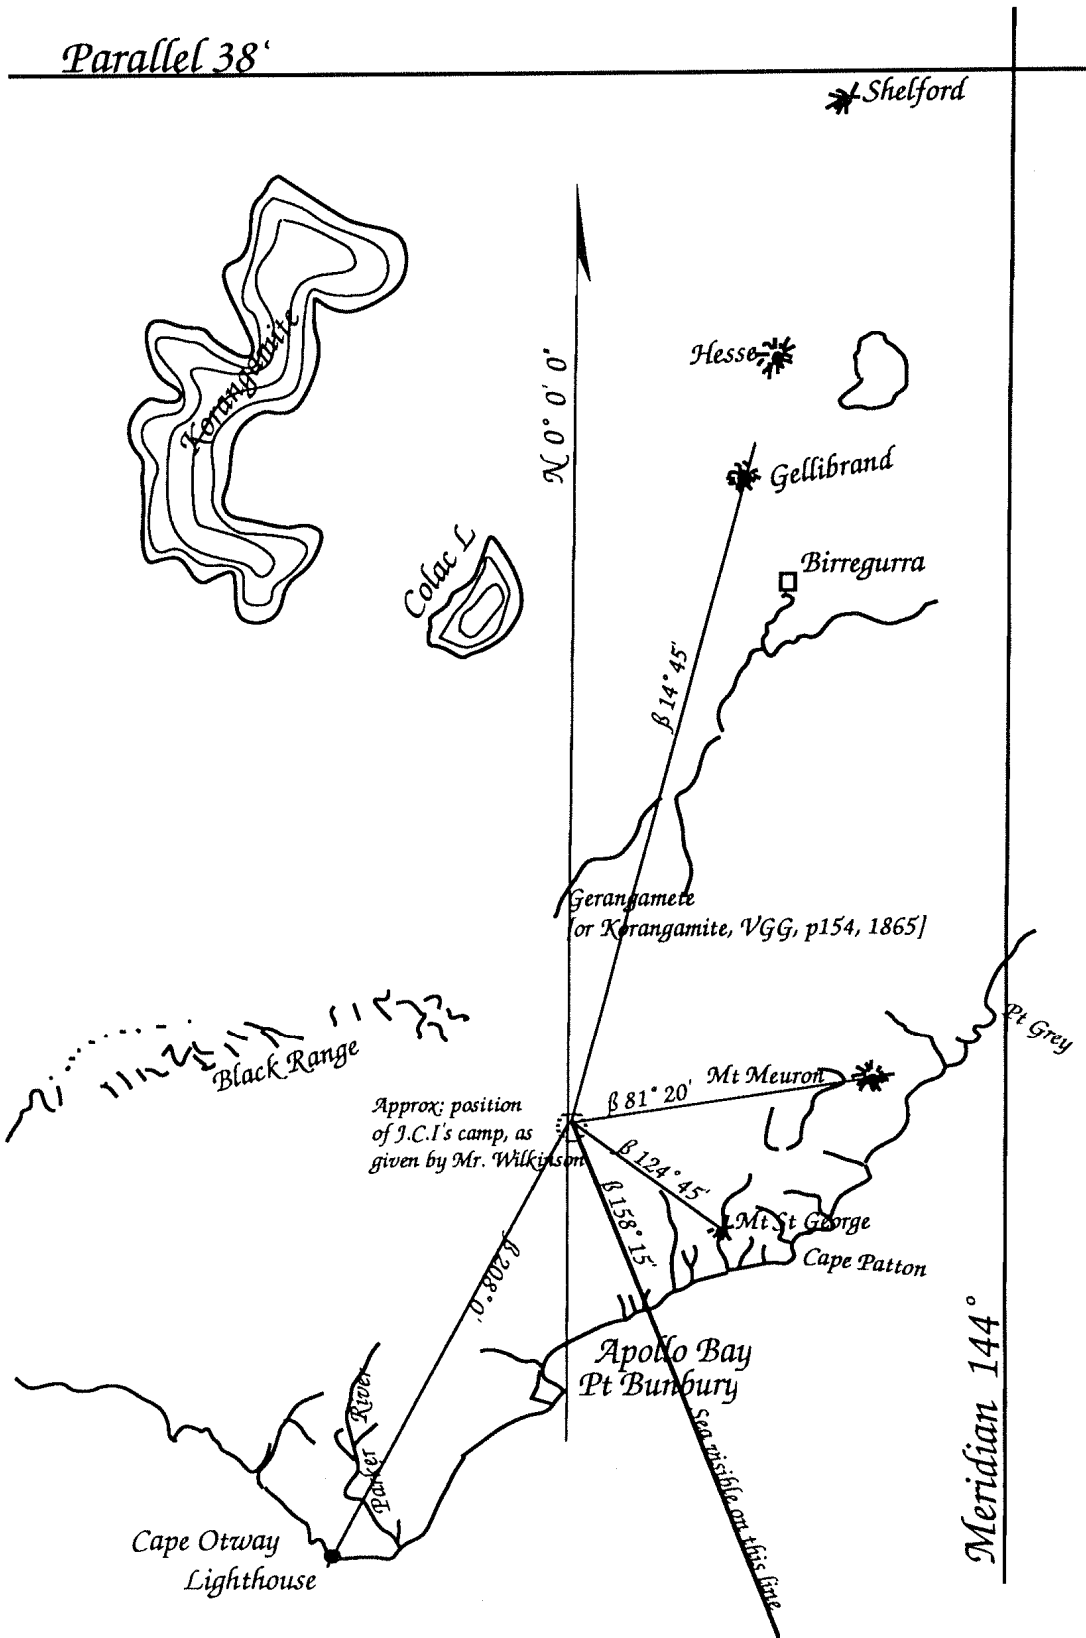 Parallel 38‘
Shelford
Korangamite
N 0° 0' 0"
Hesse
Gellibrand
Colac L
Birregurra
β 14° 45'
Gerangamete
[or Korangamite, VGG, p154, 1865]
Pt Grey
Black Range
Mt Meuron
β 81° 20'
Approx: position
of J.C.I's camp, as
given by Mr. Wilkinson
β 124° 45'
β 158° 15'
Mt St George
Cape Patton
β 208° 0'
Apollo Bay
Pt Bunbury
Meridian 144°
Parker River
Sea visible on this line
Cape Otway
Lighthouse